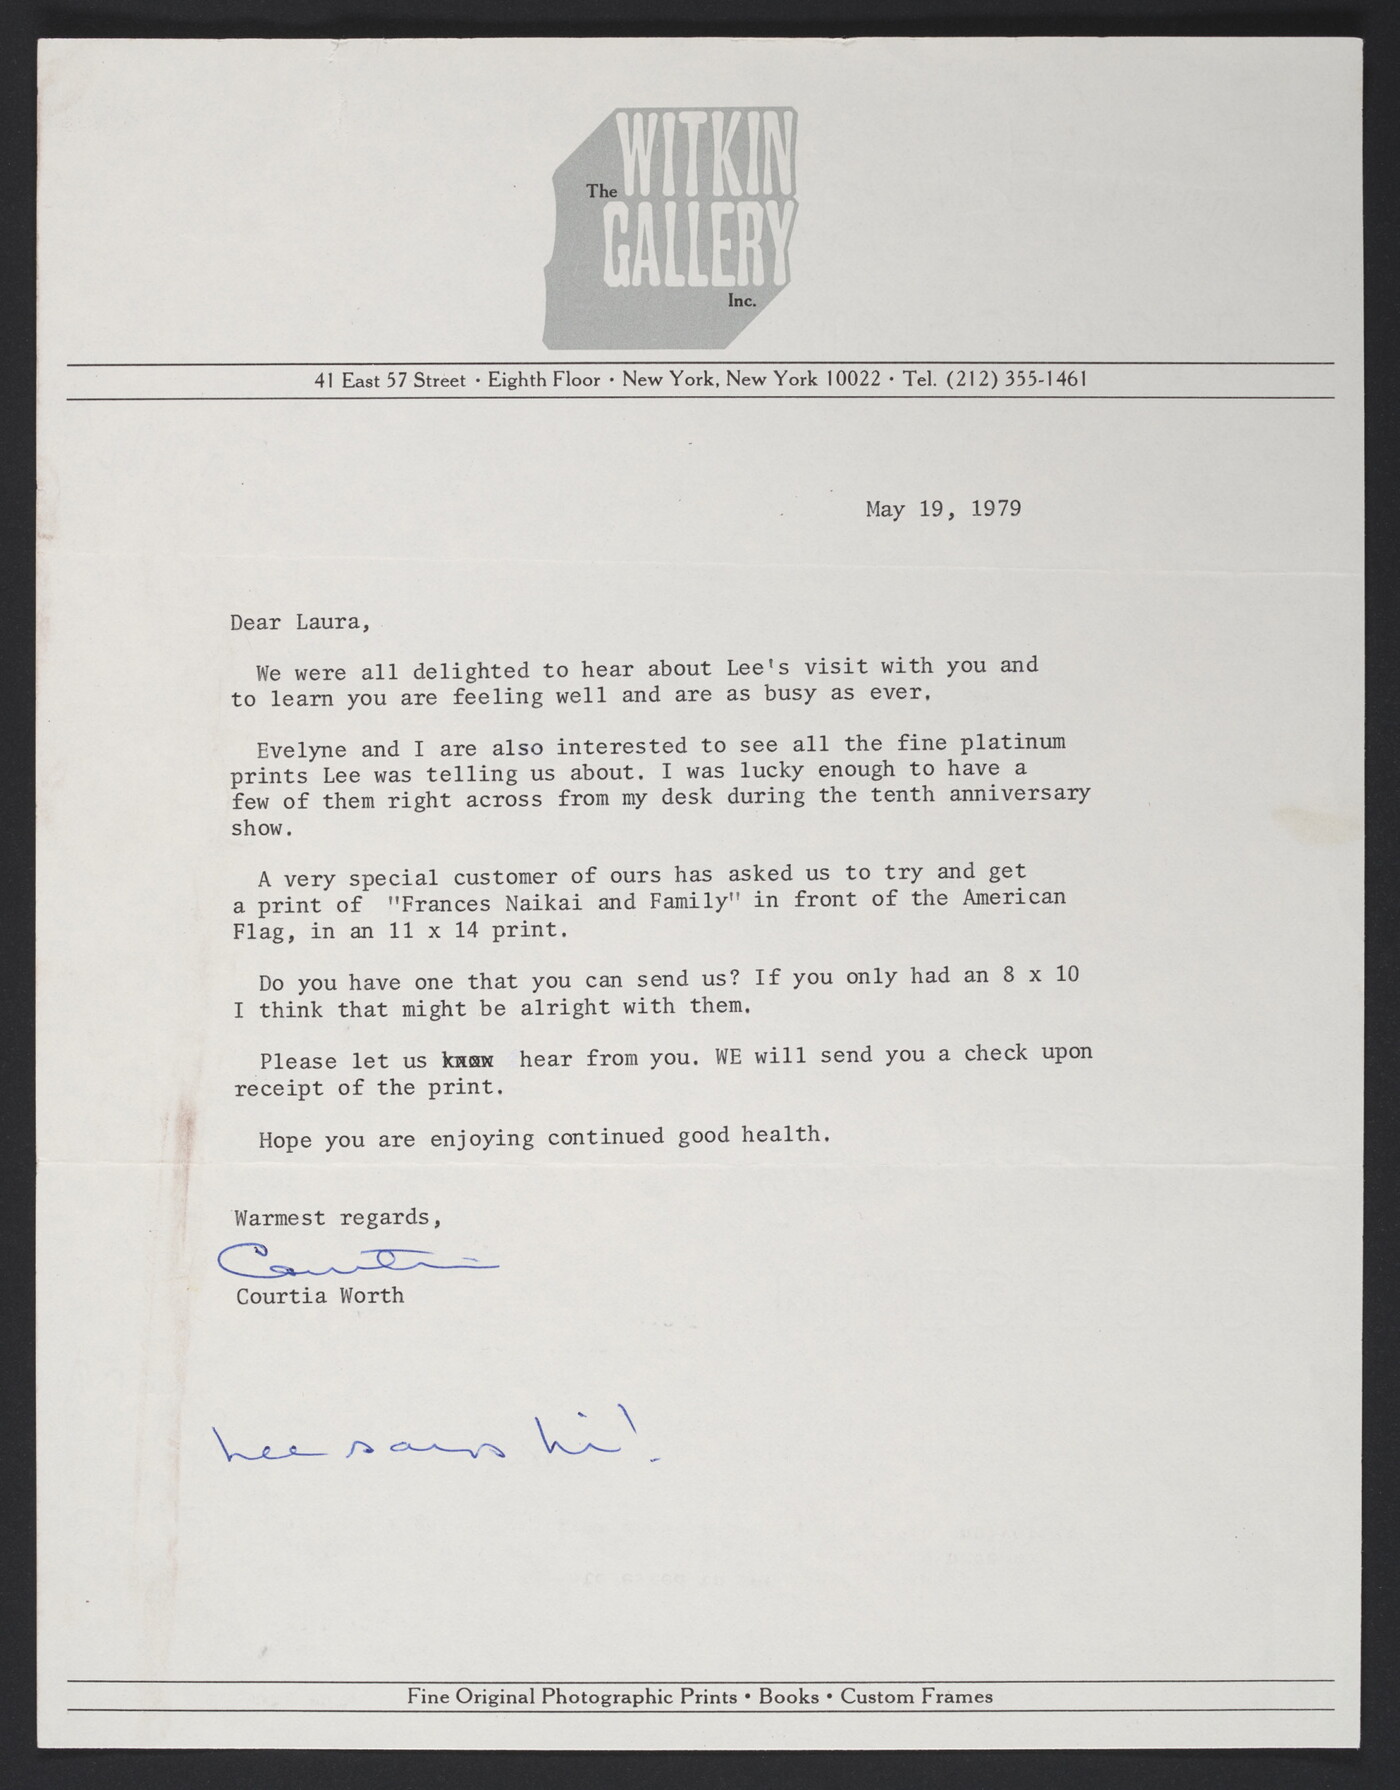 The WITKIN
GALLERY
Inc.
41 East 57 Street • Eighth Floor • New York, New York 10022 • Tel. (212) 355-1461
May 19, 1979
Dear Laura,
We were all delighted to hear about Lee's visit with you and
to learn you are feeling well and are as busy as ever.
Evelyne and I are also interested to see all the fine platinum
prints Lee was telling us about. I was lucky enough to have a
few of them right across from my desk during the tenth anniversary
show.
A very special customer of ours has asked us to try and get
a print of "Frances Naikai and Family" in front of the American
Flag, in an 11 x 14 print.
Do you have one that you can send us? If you only had an 8 x 10
I think that might be alright with them.
Please let us know hear from you. WE will send you a check upon
receipt of the print.
Hope you are enjoying continued good health.
Warmest regards,
Courtia
Courtia Worth
Lee says hi!
Fine Original Photographic Prints • Books • Custom Frames